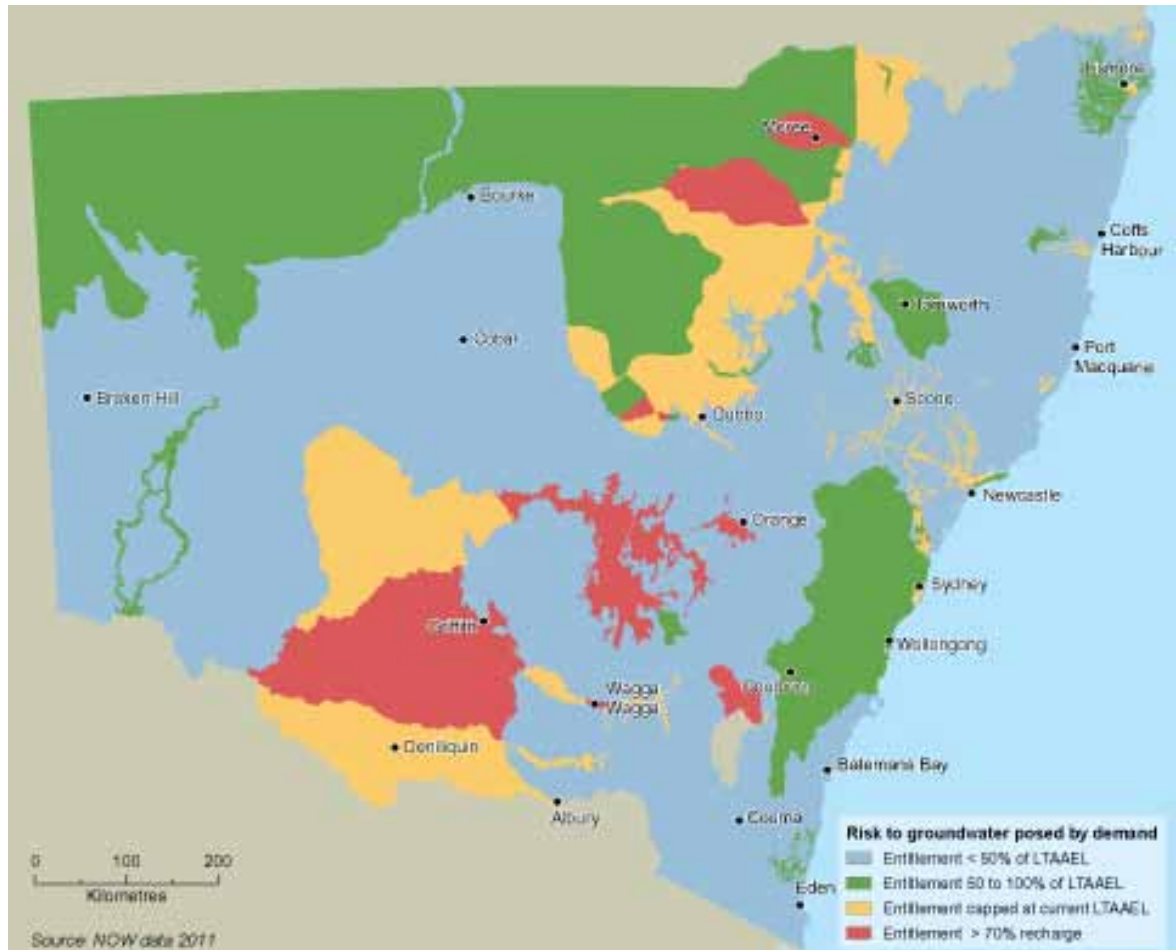 Lismore
Moree
Bourke
Coffs
Harbour
Tamworth
Cobar
Port
Macquarie
Broken Hill
Scone
Dubbo
Newcastle
Orange
Sydney
Griffith
Wollongong
Goulburn
Wagga
Wagga
Deniliquin
Batemans Bay
Albury
Cooma
Eden
Risk to groundwater posed by demand
Entitlement < 50% of LTAAEL
Entitlement 50 to 100% of LTAAEL
Entitlement capped at current LTAAEL
Entitlement > 70% recharge
0 100 200
Kilometres
Source: NOW data 2011